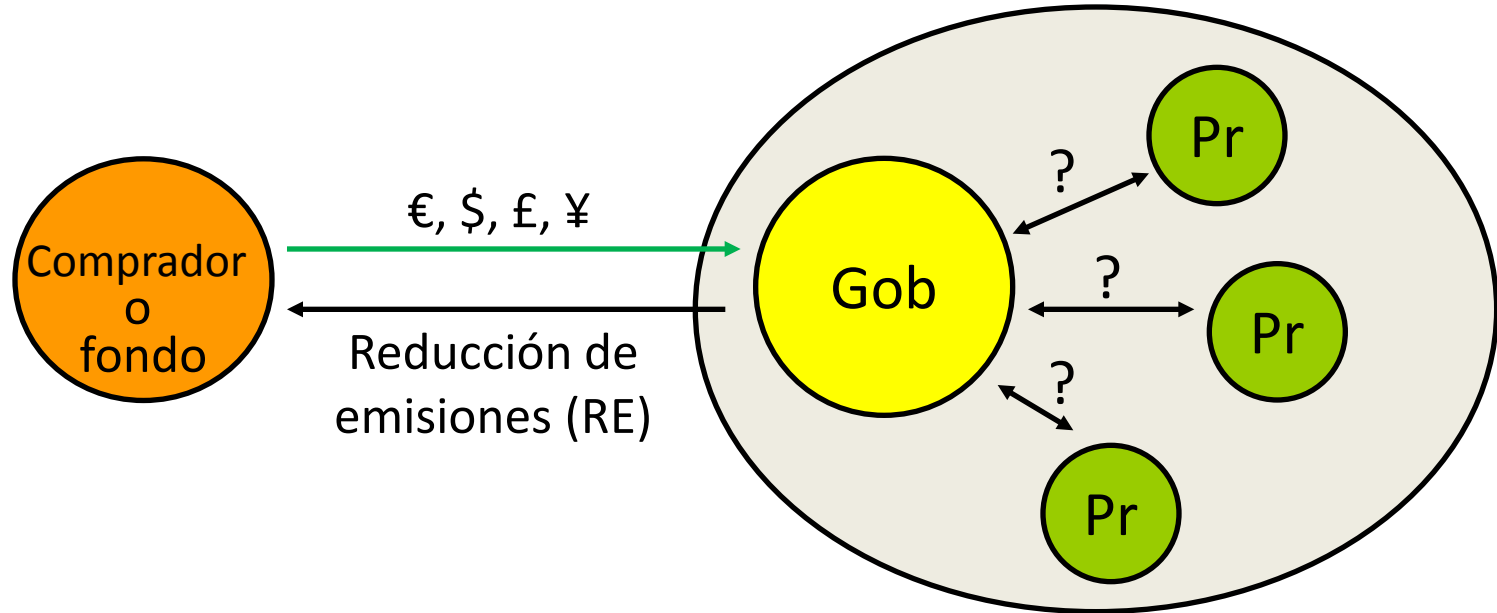 Comprador
o
fondo
€, $, £, ¥
Reducción de
emisiones (RE)
Gob
?
Pr
?
Pr
?
Pr